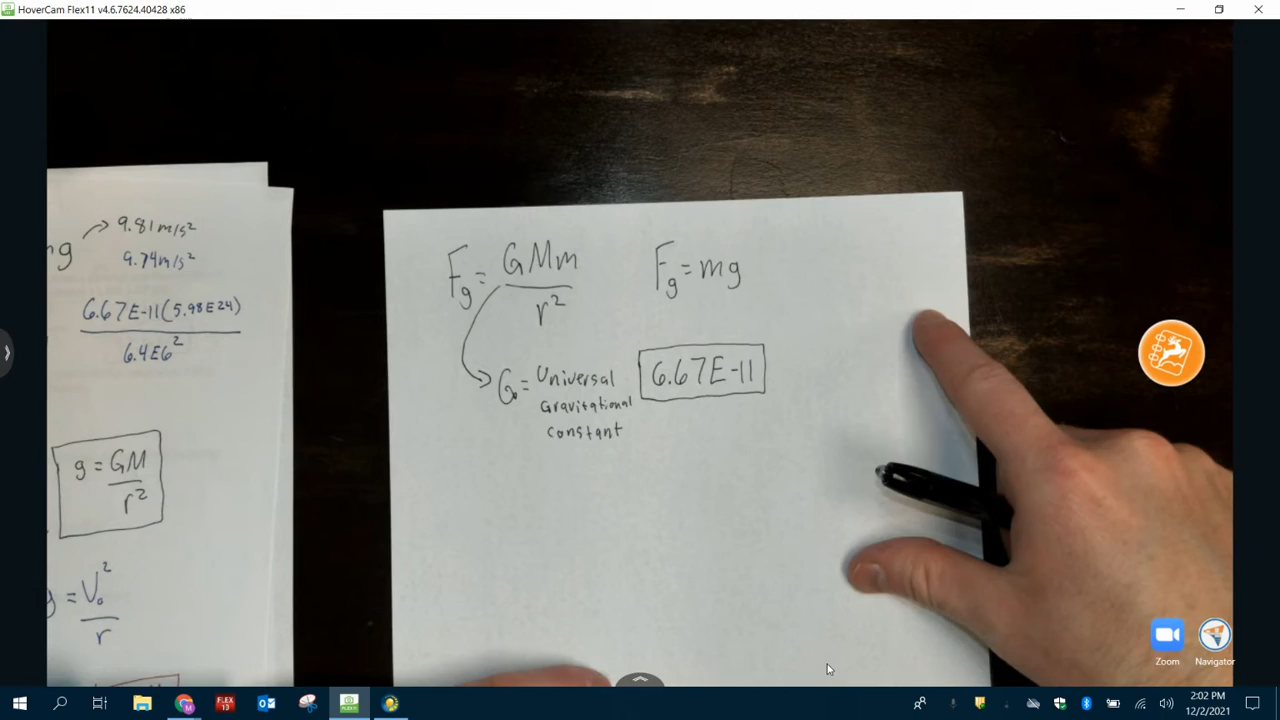 HoverCam Flex11 v4.6.7624.40428 x86
g → 9.81 m/s²
9.74 m/s²
6.67E-11(5.98E24)
6.4E6²
g = GM
r²
= V₀²
r
Fg = GMm
r²
Fg = mg
G = Universal
Gravitational
Constant
6.67E-11
Zoom
Navigator
FLEX
11
2:02 PM
12/2/2021